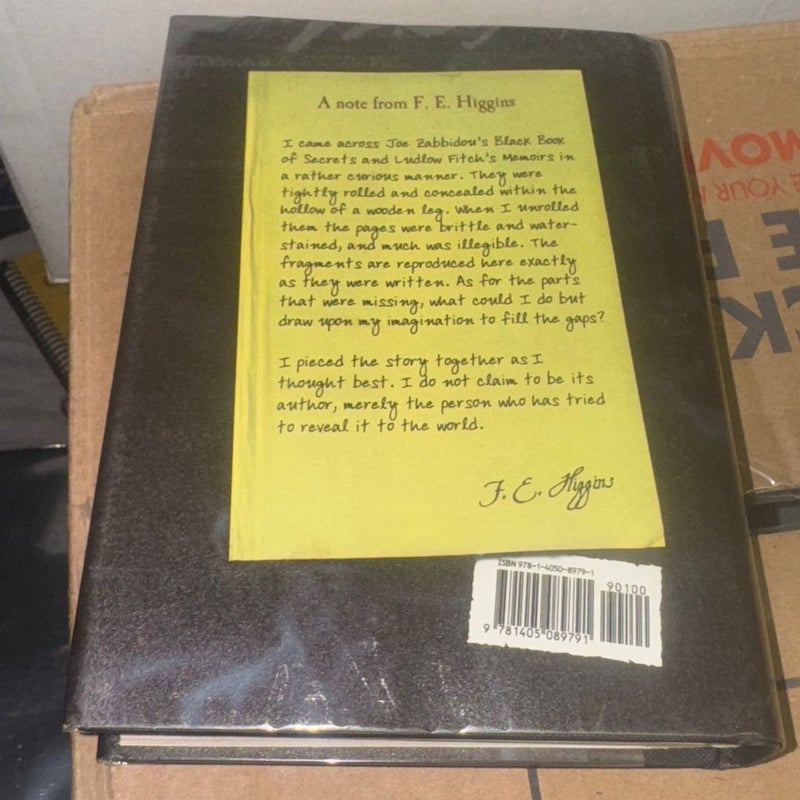 A note from F. E. Higgins
I came across Joe Zabbidou's Black Book
of Secrets and Ludlow Fitch's Memoirs in
a rather curious manner. They were
tightly rolled and concealed within the
hollow of a wooden leg. When I unrolled
them the pages were brittle and water-
stained, and much was illegible. The
fragments are reproduced here exactly
as they were written. As for the parts
that were missing, what could I do but
draw upon my imagination to fill the gaps?
I pieced the story together as I
thought best. I do not claim to be its
author, merely the person who has tried
to reveal it to the world.
F. E. Higgins
ISBN 978-1-4050-8979-1
90100
9 781405 089791
YOUR